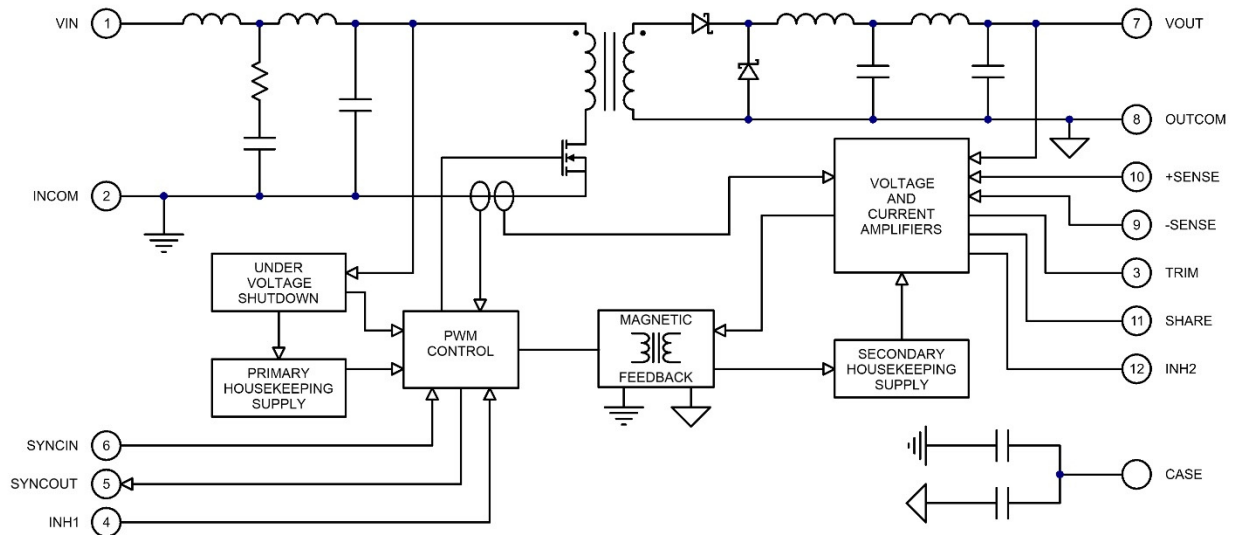 VIN 1
7 VOUT
8 OUTCOM
INCOM 2
VOLTAGE
AND
CURRENT
AMPLIFIERS
10 +SENSE
9 -SENSE
3 TRIM
11 SHARE
12 INH2
UNDER
VOLTAGE
SHUTDOWN
PWM
CONTROL
MAGNETIC
FEEDBACK
PRIMARY
HOUSEKEEPING
SUPPLY
SECONDARY
HOUSEKEEPING
SUPPLY
SYNCIN 6
SYNCOUT 5
INH1 4
CASE